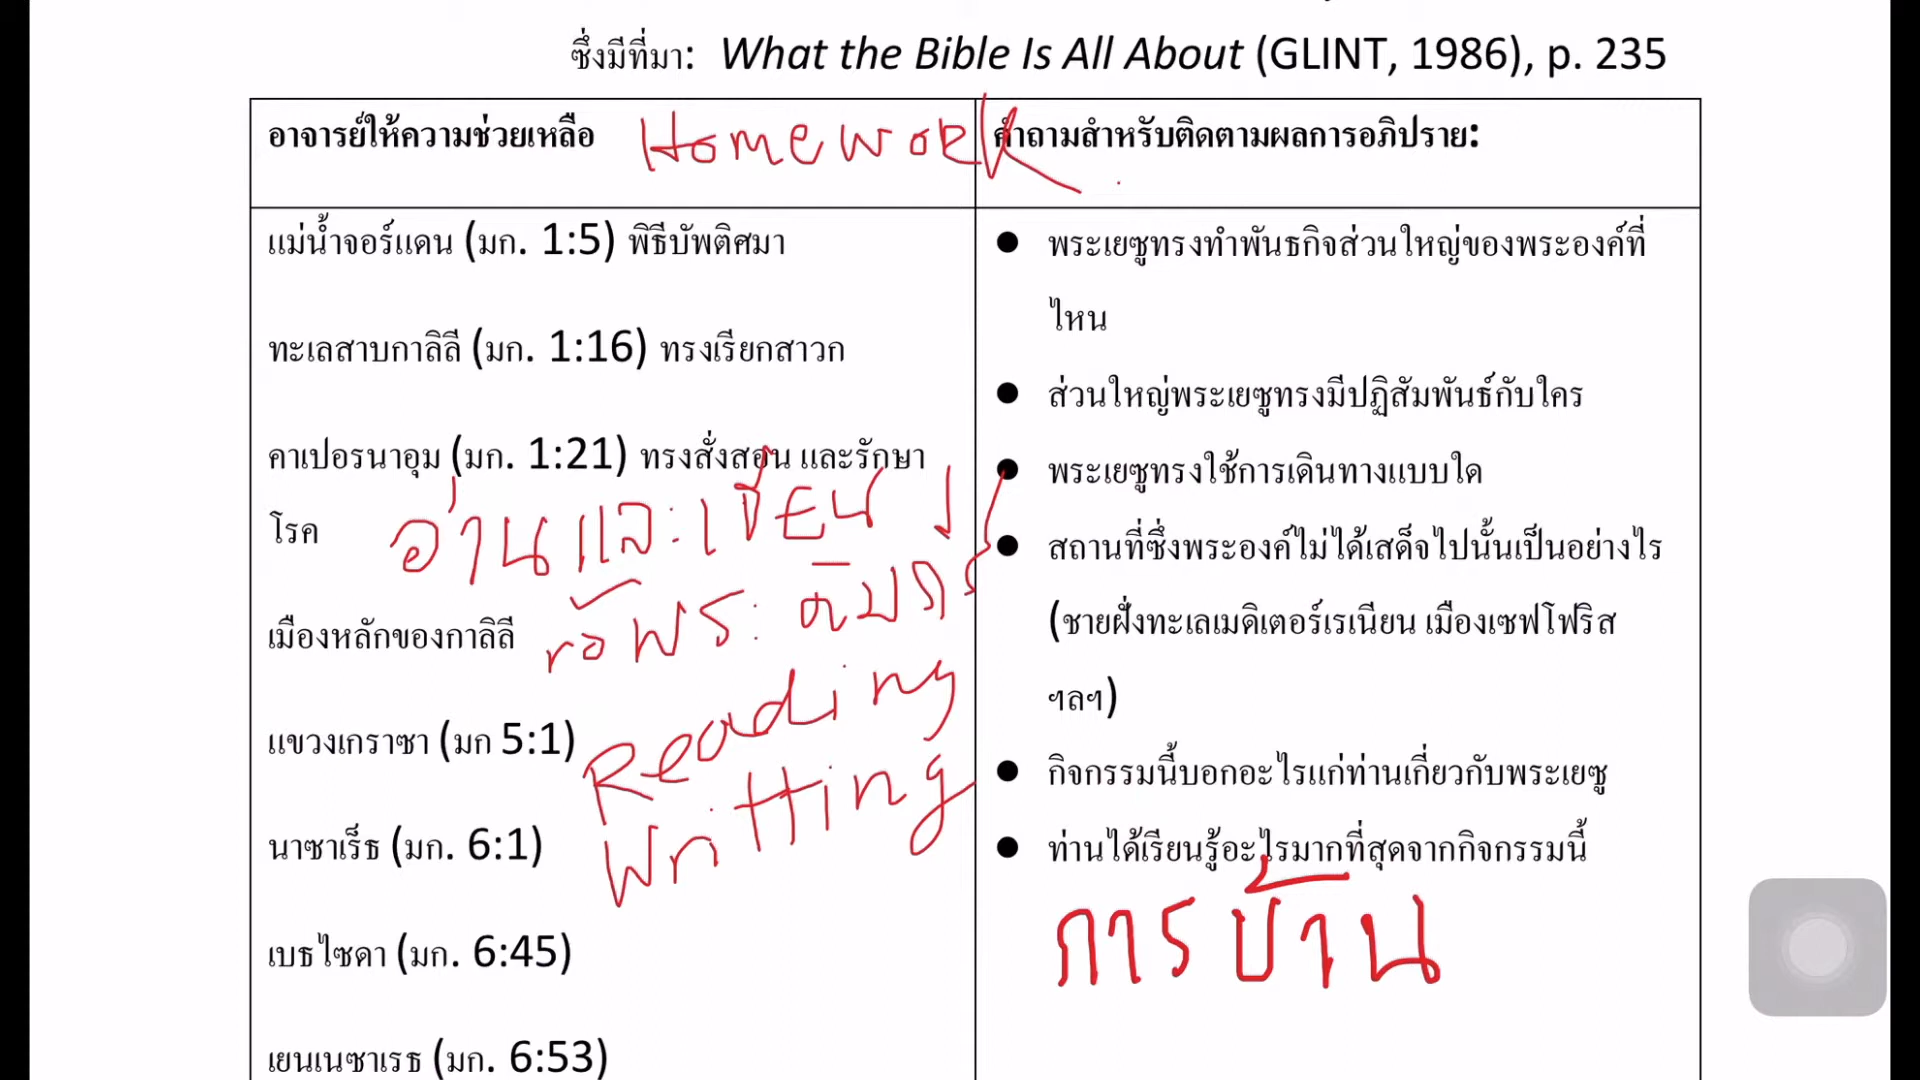 ซึ่งมีที่มา: What the Bible Is All About (GLINT, 1986), p. 235
อาจารย์ให้ความช่วยเหลือ
Homework
คำถามสำหรับติดตามผลการอภิปราย:
แม่น้ำจอร์แดน (มก. 1:5) พิธีบัพติศมา
ทะเลสาบกาลิลี (มก. 1:16) ทรงเรียกสาวก
คาเปอรนาอุม (มก. 1:21) ทรงสั่งสอน และรักษา
โรค
อ่านและเขียน
เมืองหลักของกาลิลี
ข้อพระคัมภร์
แขวงเกราซา (มก 5:1)
Reading
Writting
นาซาเร็ธ (มก. 6:1)
เบธไซดา (มก. 6:45)
เยนเนซาเรธ (มก. 6:53)
● พระเยซูทรงทำพันธกิจส่วนใหญ่ของพระองค์ที่
ไหน
● ส่วนใหญ่พระเยซูทรงมีปฏิสัมพันธ์กับใคร
● พระเยซูทรงใช้การเดินทางแบบใด
● สถานที่ซึ่งพระองค์ไม่ได้เสด็จไปนั้นเป็นอย่างไร
(ชายฝั่งทะเลเมดิเตอร์เรเนียน เมืองเซฟโฟริส
ฯลฯ)
● กิจกรรมนี้บอกอะไรแก่ท่านเกี่ยวกับพระเยซู
● ท่านได้เรียนรู้อะไรมากที่สุดจากกิจกรรมนี้
การบ้าน